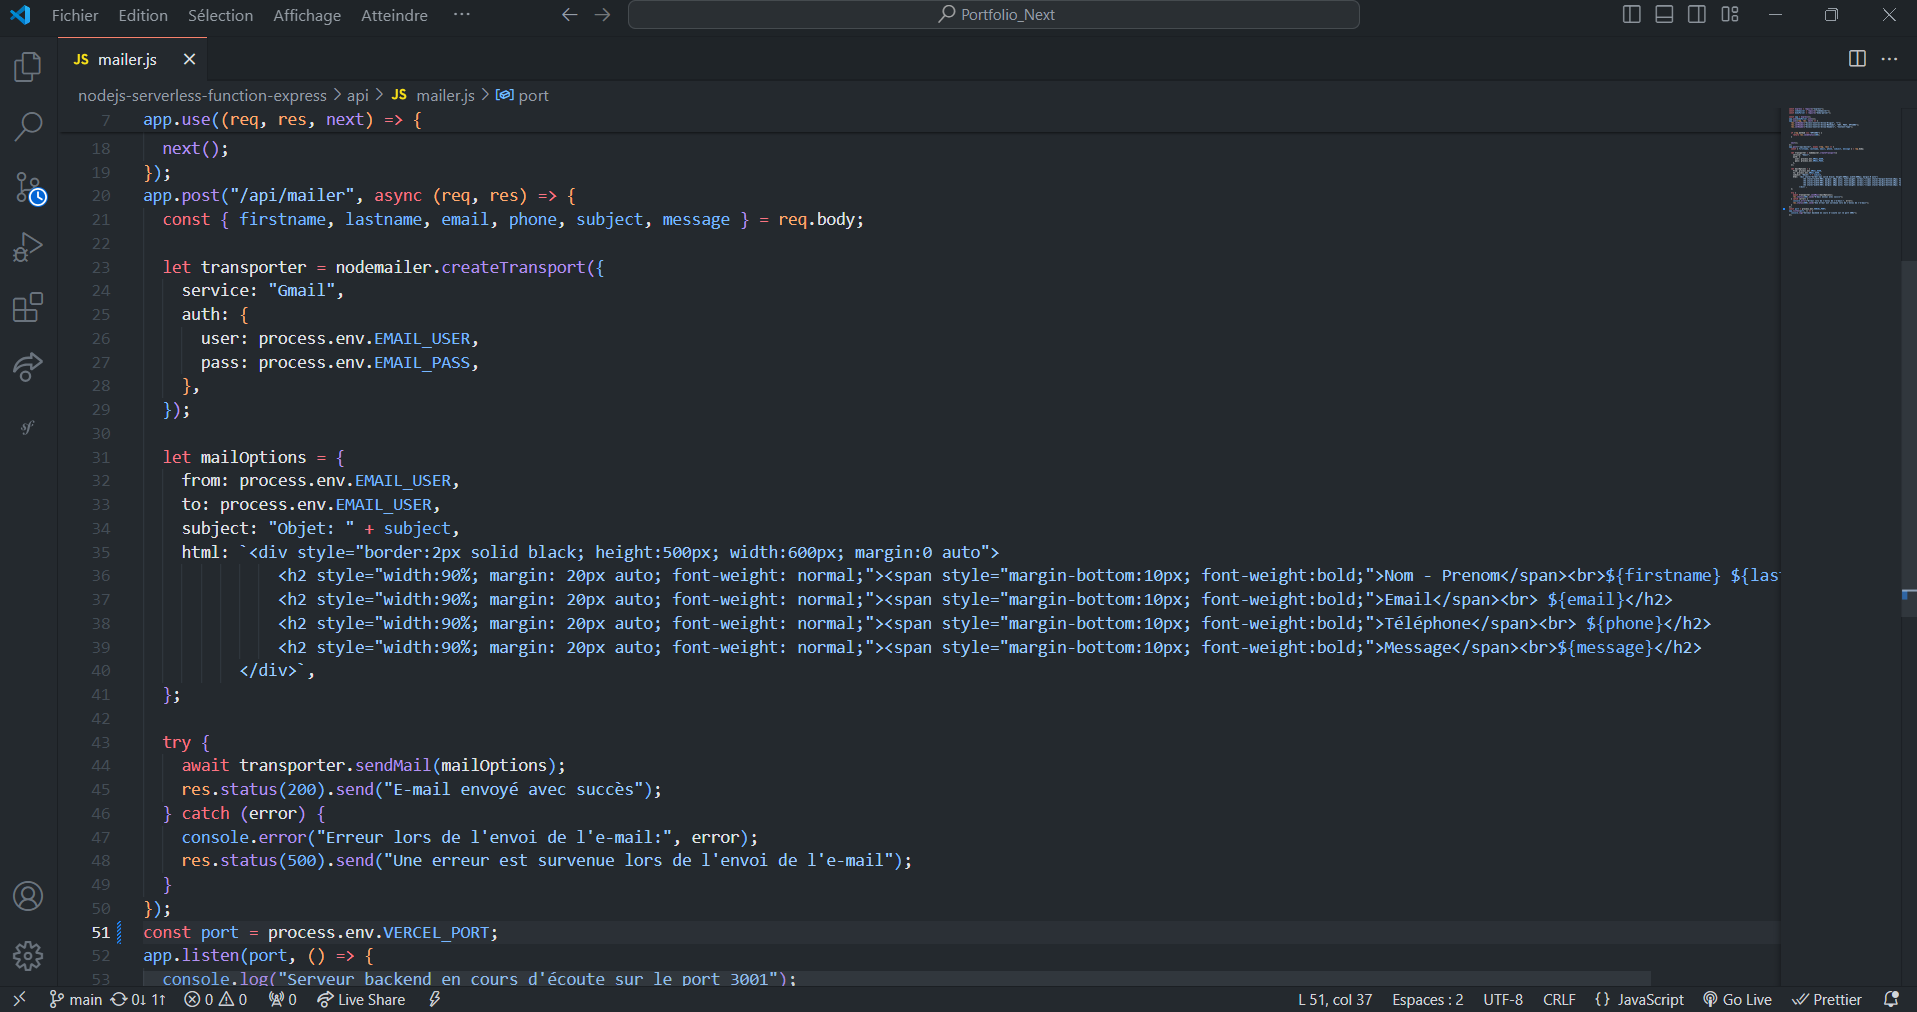 Fichier Edition Sélection Affichage Atteindre ··· Portfolio_Next
JS mailer.js
nodejs-serverless-function-express > api > JS mailer.js > port
7 app.use((req, res, next) => {
18 next();
19 });
20 app.post("/api/mailer", async (req, res) => {
21 const { firstname, lastname, email, phone, subject, message } = req.body;
22
23 let transporter = nodemailer.createTransport({
24 service: "Gmail",
25 auth: {
26 user: process.env.EMAIL_USER,
27 pass: process.env.EMAIL_PASS,
28 },
29 });
30
31 let mailOptions = {
32 from: process.env.EMAIL_USER,
33 to: process.env.EMAIL_USER,
34 subject: "Objet: " + subject,
35 html: `<div style="border:2px solid black; height:500px; width:600px; margin:0 auto">
36 <h2 style="width:90%; margin: 20px auto; font-weight: normal;"><span style="margin-bottom:10px; font-weight:bold;">Nom - Prenom</span><br>${firstname} ${las
37 <h2 style="width:90%; margin: 20px auto; font-weight: normal;"><span style="margin-bottom:10px; font-weight:bold;">Email</span><br> ${email}</h2>
38 <h2 style="width:90%; margin: 20px auto; font-weight: normal;"><span style="margin-bottom:10px; font-weight:bold;">Téléphone</span><br> ${phone}</h2>
39 <h2 style="width:90%; margin: 20px auto; font-weight: normal;"><span style="margin-bottom:10px; font-weight:bold;">Message</span><br>${message}</h2>
40 </div>`,
41 };
42
43 try {
44 await transporter.sendMail(mailOptions);
45 res.status(200).send("E-mail envoyé avec succès");
46 } catch (error) {
47 console.error("Erreur lors de l'envoi de l'e-mail:", error);
48 res.status(500).send("Une erreur est survenue lors de l'envoi de l'e-mail");
49 }
50 });
51 const port = process.env.VERCEL_PORT;
52 app.listen(port, () => {
53 console.log("Serveur backend en cours d'écoute sur le port 3001");
main 0↓ 1↑ 0 0 0 Live Share L 51, col 37 Espaces : 2 UTF-8 CRLF {} JavaScript Go Live Prettier